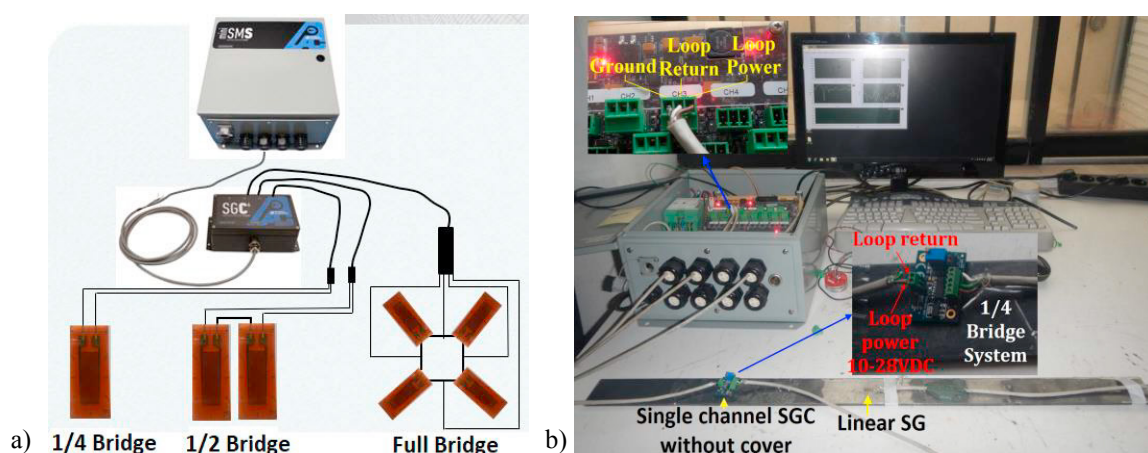 SMS
SGC
a)
1/4 Bridge
1/2 Bridge
Full Bridge
b)
Loop
Loop
Ground
Return
Power
CH2
CH3
CH4
Loop return
Loop
power
10-28VDC
1/4
Bridge
System
Single channel SGC
without cover
Linear SG